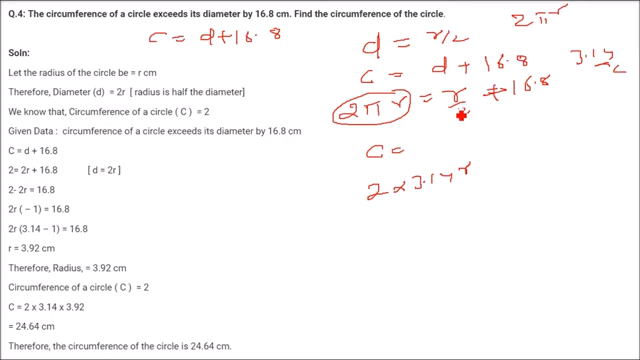 Q.4: The circumference of a circle exceeds its diameter by 16.8 cm. Find the circumference of the circle.
C = d+16.8
Soln:
Let the radius of the circle be = r cm
Therefore, Diameter (d) = 2r [ radius is half the diameter]
We know that, Circumference of a circle ( C ) = 2
Given Data: circumference of a circle exceeds its diameter by 16.8 cm
C = d + 16.8
2= 2r + 16.8 [ d = 2r]
2- 2r = 16.8
2r ( – 1) = 16.8
2r (3.14 – 1) = 16.8
r = 3.92 cm
Therefore, Radius, = 3.92 cm
Circumference of a circle ( C ) = 2
C = 2 x 3.14 x 3.92
= 24.64 cm
Therefore, the circumference of the circle is 24.64 cm.
2πr
d = r/2
C = d + 16.8
3.14
2πr = r + 16.8
C =
2 x 3.14 r